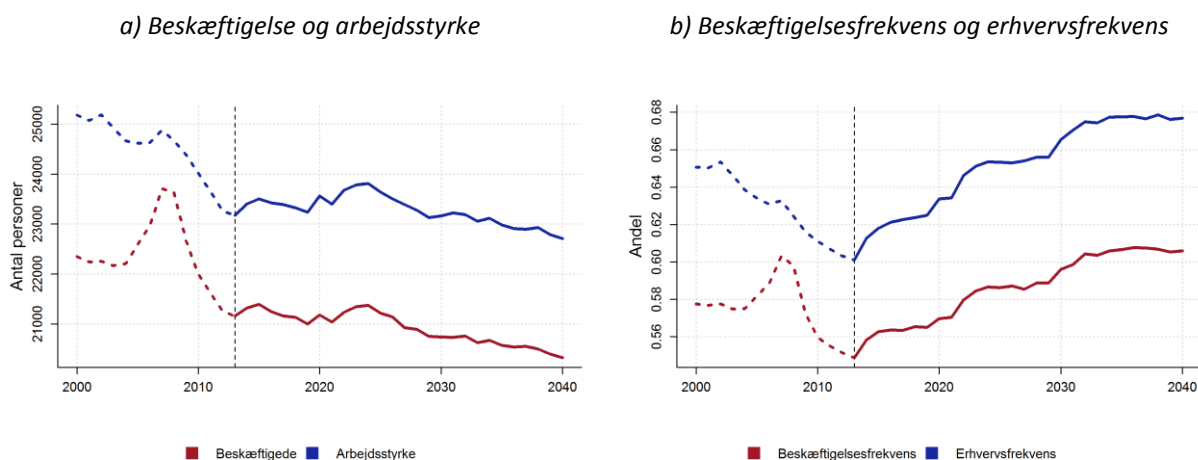 a) Beskæftigelse og arbejdsstyrke
b) Beskæftigelsesfrekvens og erhvervsfrekvens
Antal personer
25000
24000
23000
22000
21000
2000
2010
2020
2030
2040
Beskæftigede
Arbejdsstyrke
Andel
0.68
0.66
0.64
0.62
0.60
0.58
0.56
2000
2010
2020
2030
2040
Beskæftigelsesfrekvens
Erhvervsfrekvens